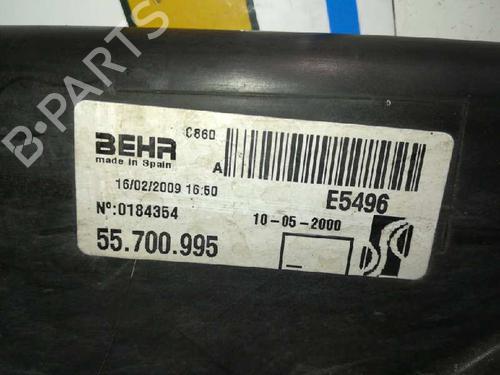 BEHR
made in Spain
C860
A
16/02/2009 16:50
E5496
Nº:0184354
10-05-2000
55.700.995
B-PARTS